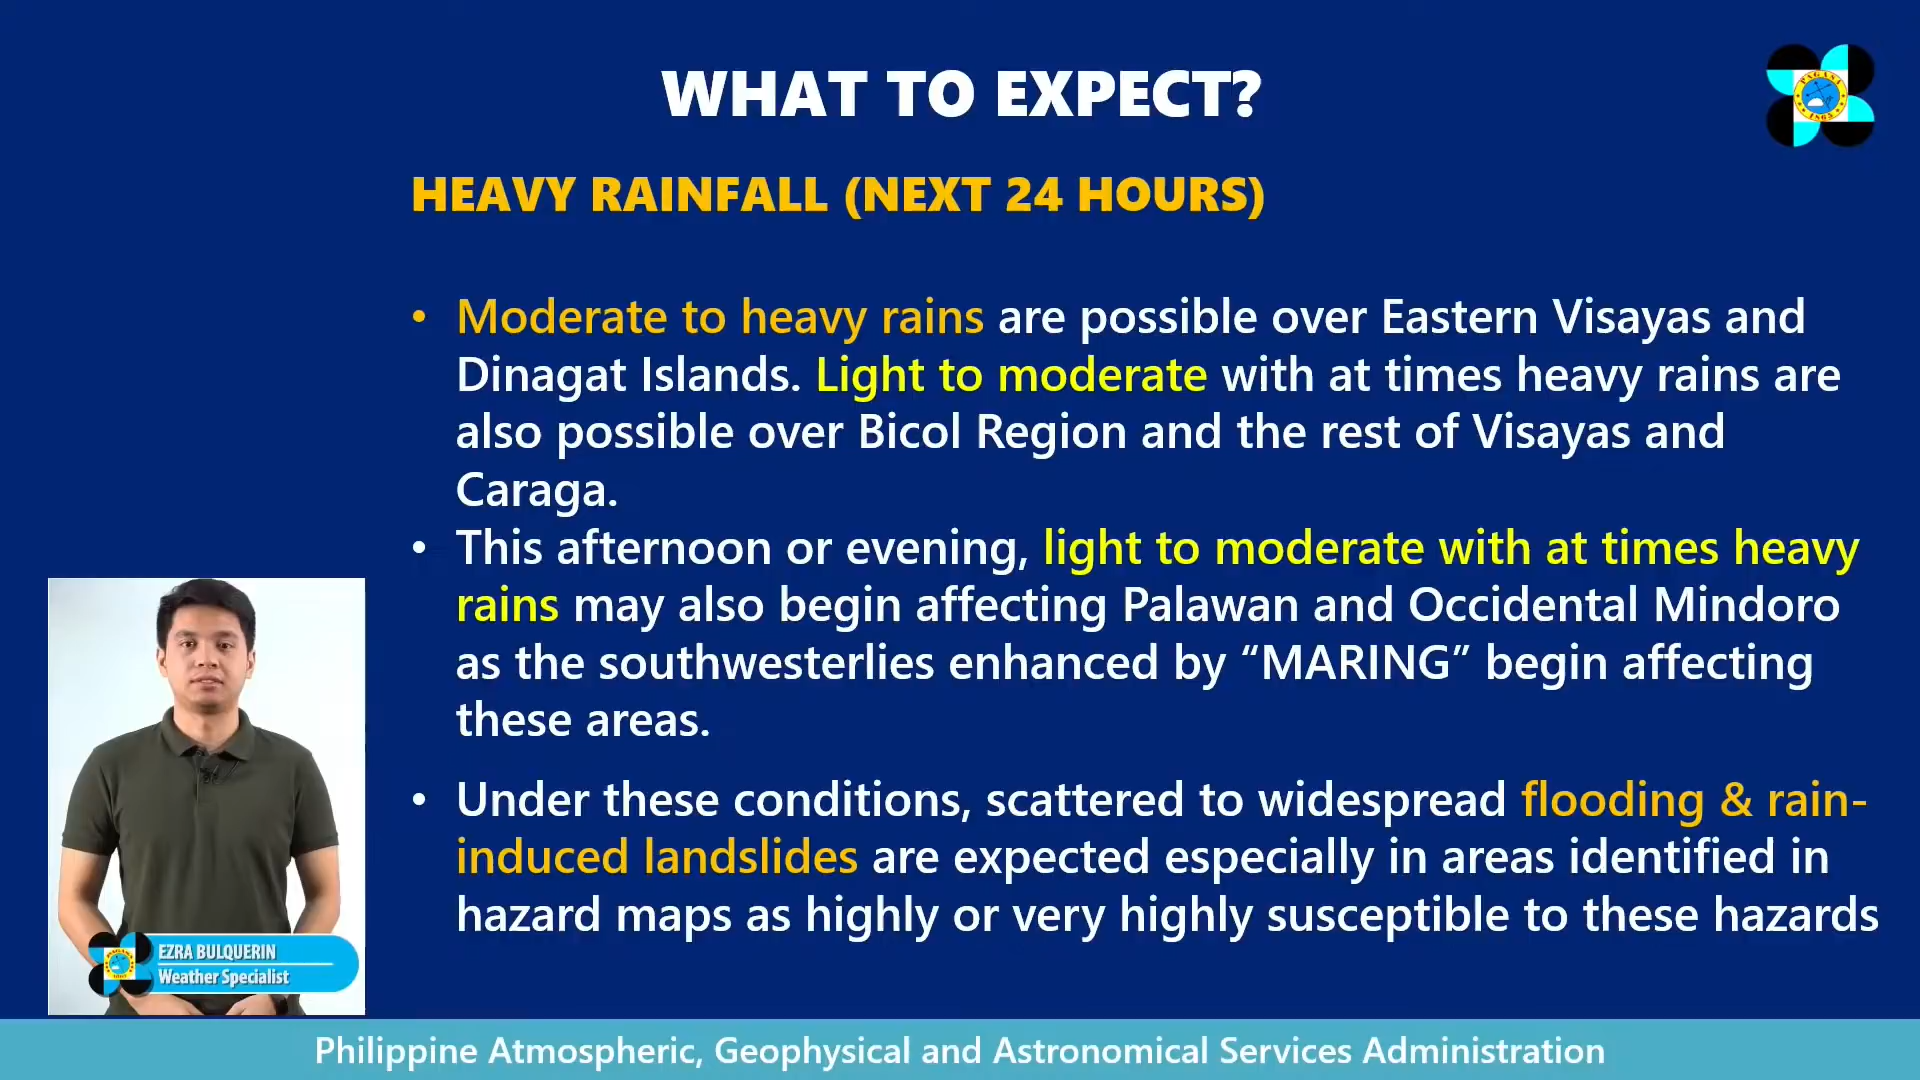 WHAT TO EXPECT?
HEAVY RAINFALL (NEXT 24 HOURS)
• Moderate to heavy rains are possible over Eastern Visayas and
Dinagat Islands. Light to moderate with at times heavy rains are
also possible over Bicol Region and the rest of Visayas and
Caraga.
• This afternoon or evening, light to moderate with at times heavy
rains may also begin affecting Palawan and Occidental Mindoro
as the southwesterlies enhanced by “MARING” begin affecting
these areas.
• Under these conditions, scattered to widespread flooding & rain-
induced landslides are expected especially in areas identified in
hazard maps as highly or very highly susceptible to these hazards
EZRA BULQUERIN
Weather Specialist
Philippine Atmospheric, Geophysical and Astronomical Services Administration
PAGASA
1865